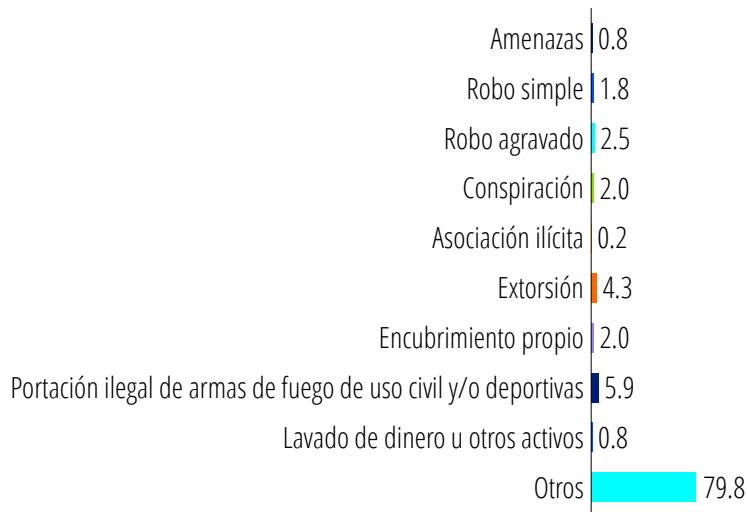 Amenazas 0.8
Robo simple 1.8
Robo agravado 2.5
Conspiración 2.0
Asociación ilícita 0.2
Extorsión 4.3
Encubrimiento propio 2.0
Portación ilegal de armas de fuego de uso civil y/o deportivas 5.9
Lavado de dinero u otros activos 0.8
Otros 79.8